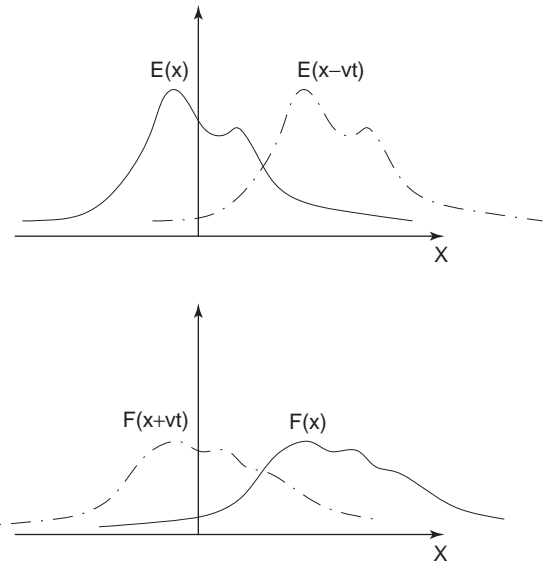 E(x) E(x–vt)
X
F(x+vt) F(x)
X